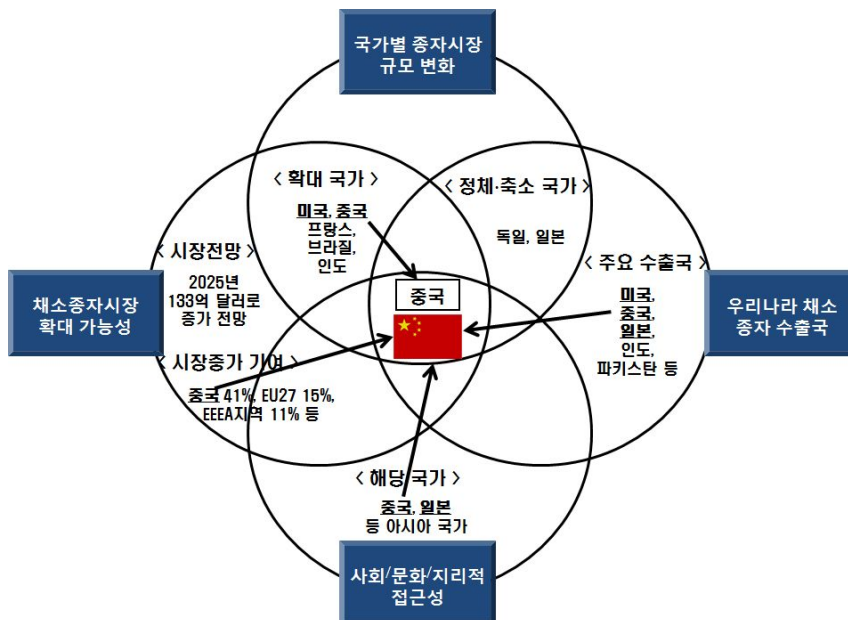 국가별 종자시장
규모 변화
< 확대 국가 >
미국, 중국
프랑스,
브라질,
인도
< 정체·축소 국가 >
독일, 일본
< 시장전망 >
2025년
133억 달러로
증가 전망
< 주요 수출국 >
미국,
중국,
일본,
인도,
파키스탄 등
중국
채소종자시장
확대 가능성
우리나라 채소
종자 수출국
< 시장증가 기여 >
중국 41%, EU27 15%,
EEEA지역 11% 등
< 해당 국가 >
중국, 일본
등 아시아 국가
사회/문화/지리적
접근성